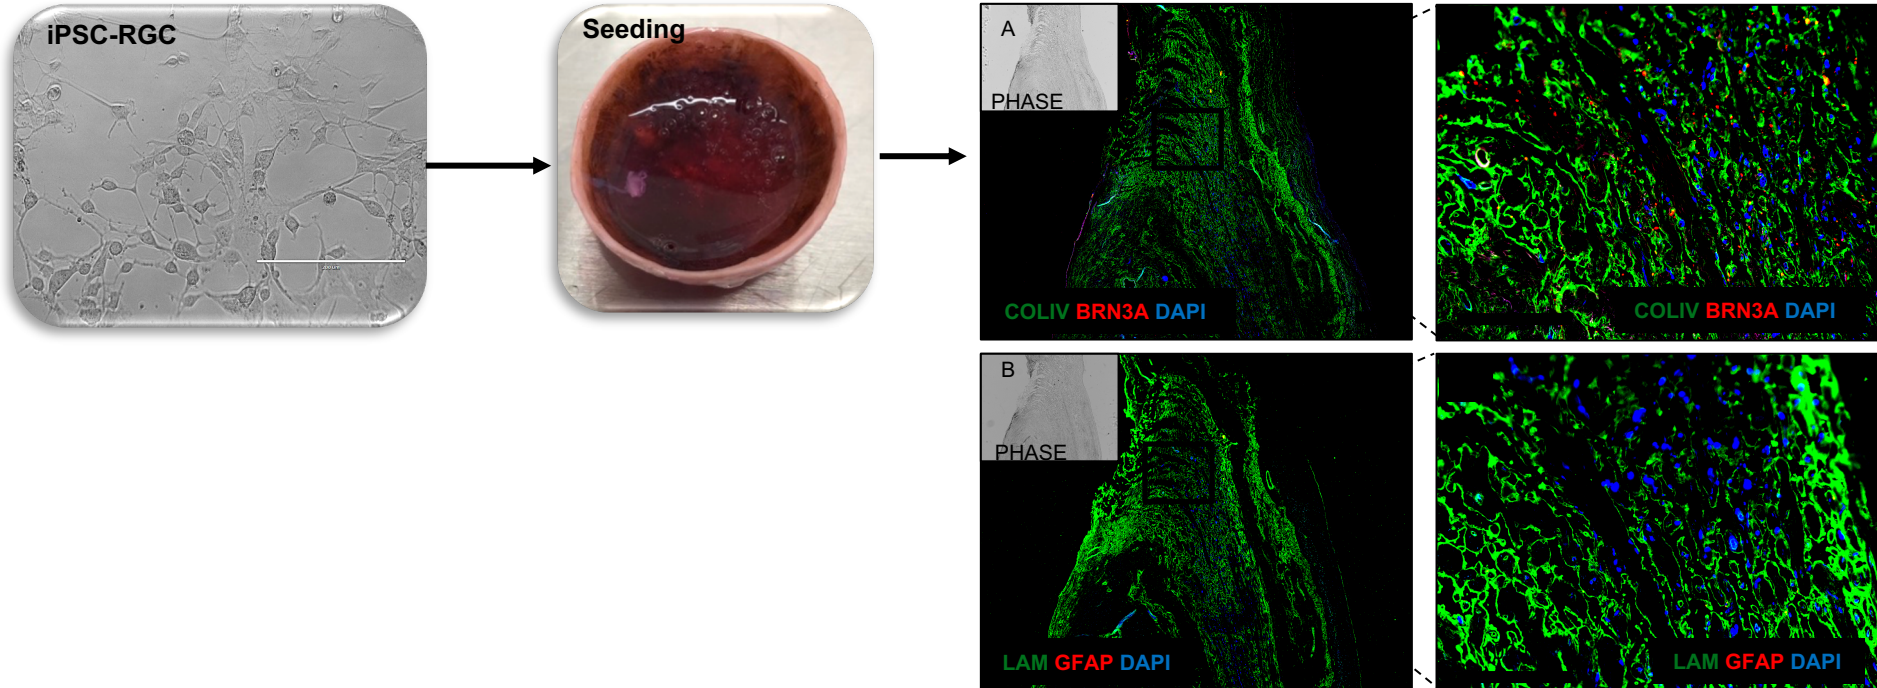 iPSC-RGC
Seeding
A
PHASE
COLIV BRN3A DAPI
COLIV BRN3A DAPI
B
PHASE
LAM GFAP DAPI
LAM GFAP DAPI